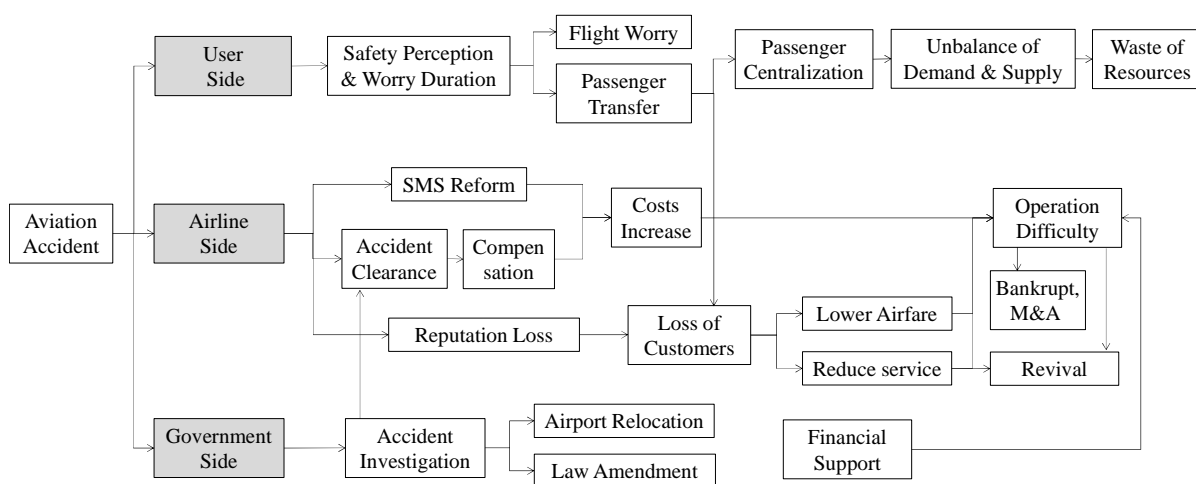 User
Side
Safety Perception
& Worry Duration
Flight Worry
Passenger
Transfer
Passenger
Centralization
Unbalance of
Demand & Supply
Waste of
Resources
Aviation
Accident
Airline
Side
SMS Reform
Accident
Clearance
Compen
sation
Costs
Increase
Operation
Difficulty
Bankrupt,
M&A
Reputation Loss
Loss of
Customers
Lower Airfare
Reduce service
Revival
Government
Side
Accident
Investigation
Airport Relocation
Law Amendment
Financial
Support